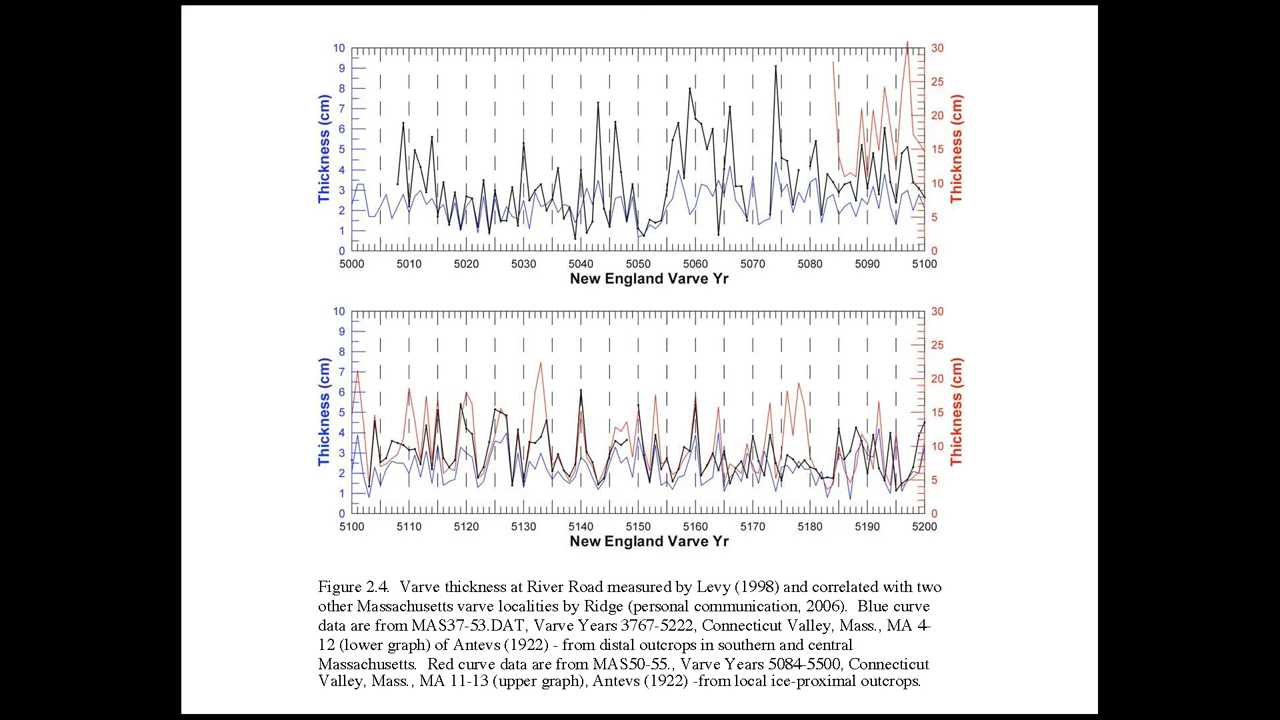 10 9 8 7 6 5 4 3 2 1 0
Thickness (cm)
30 25 20 15 10 5 0
Thickness (cm)
5000 5010 5020 5030 5040 5050 5060 5070 5080 5090 5100
New England Varve Yr
10 9 8 7 6 5 4 3 2 1 0
Thickness (cm)
30 25 20 15 10 5 0
Thickness (cm)
5100 5110 5120 5130 5140 5150 5160 5170 5180 5190 5200
New England Varve Yr
Figure 2.4. Varve thickness at River Road measured by Levy (1998) and correlated with two
other Massachusetts varve localities by Ridge (personal communication, 2006). Blue curve
data are from MAS37-53.DAT, Varve Years 3767-5222, Connecticut Valley, Mass., MA 4-
12 (lower graph) of Antevs (1922) - from distal outcrops in southern and central
Massachusetts. Red curve data are from MAS50-55., Varve Years 5084-5500, Connecticut
Valley, Mass., MA 11-13 (upper graph), Antevs (1922) -from local ice-proximal outcrops.